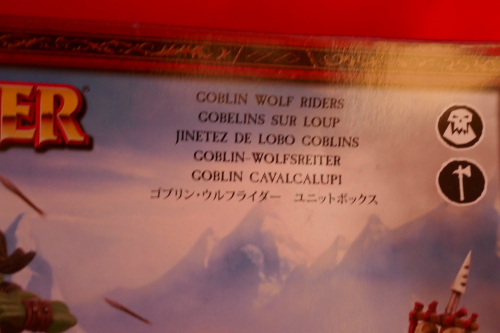 ER
GOBLIN WOLF RIDERS
GOBELINS SUR LOUP
JINETEZ DE LOBO GOBLINS
GOBLIN-WOLFSREITER
GOBLIN CAVALCALUPI
ゴブリン・ウルフライダー　ユニットボックス